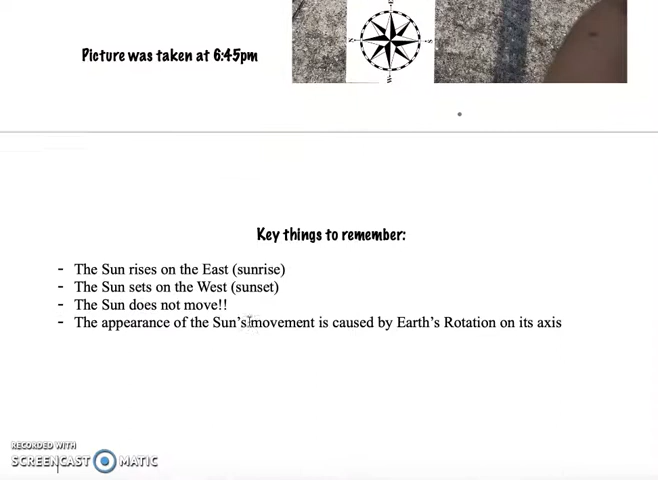 Picture was taken at 6:45pm
Key things to remember:
- The Sun rises on the East (sunrise)
- The Sun sets on the West (sunset)
- The Sun does not move!!
- The appearance of the Sun's movement is caused by Earth's Rotation on its axis
RECORDED WITH
SCREENCAST MATIC